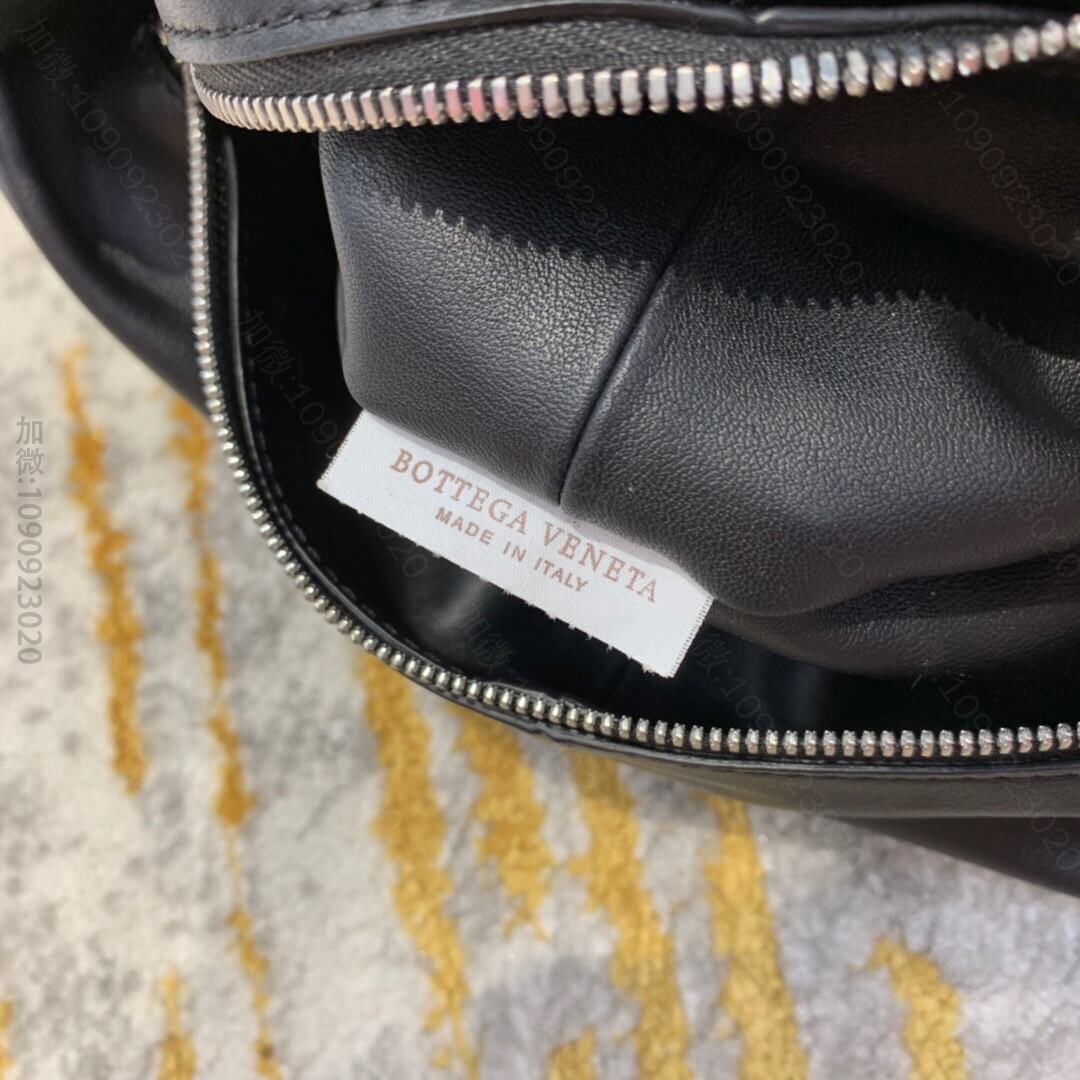 BOTTEGA VENETA
MADE IN ITALY
加微:1090923020